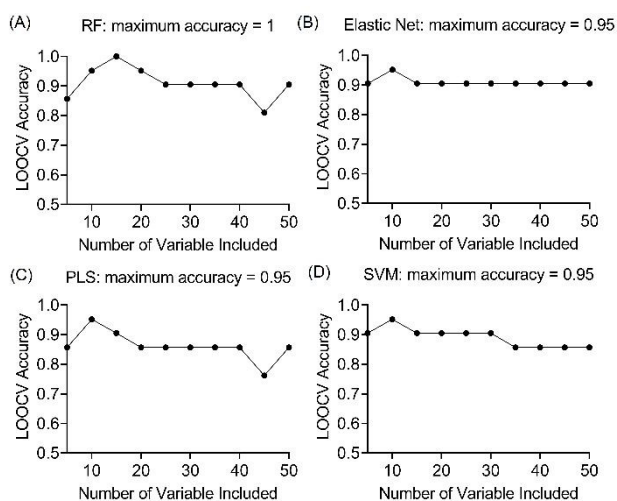 (A) RF: maximum accuracy = 1
LOOCV Accuracy
1.0
0.9
0.8
0.7
0.6
0.5
10 20 30 40 50
Number of Variable Included
(B) Elastic Net: maximum accuracy = 0.95
LOOCV Accuracy
1.0
0.9
0.8
0.7
0.6
0.5
10 20 30 40 50
Number of Variable Included
(C) PLS: maximum accuracy = 0.95
LOOCV Accuracy
1.0
0.9
0.8
0.7
0.6
0.5
10 20 30 40 50
Number of Variable Included
(D) SVM: maximum accuracy = 0.95
LOOCV Accuracy
1.0
0.9
0.8
0.7
0.6
0.5
10 20 30 40 50
Number of Variable Included